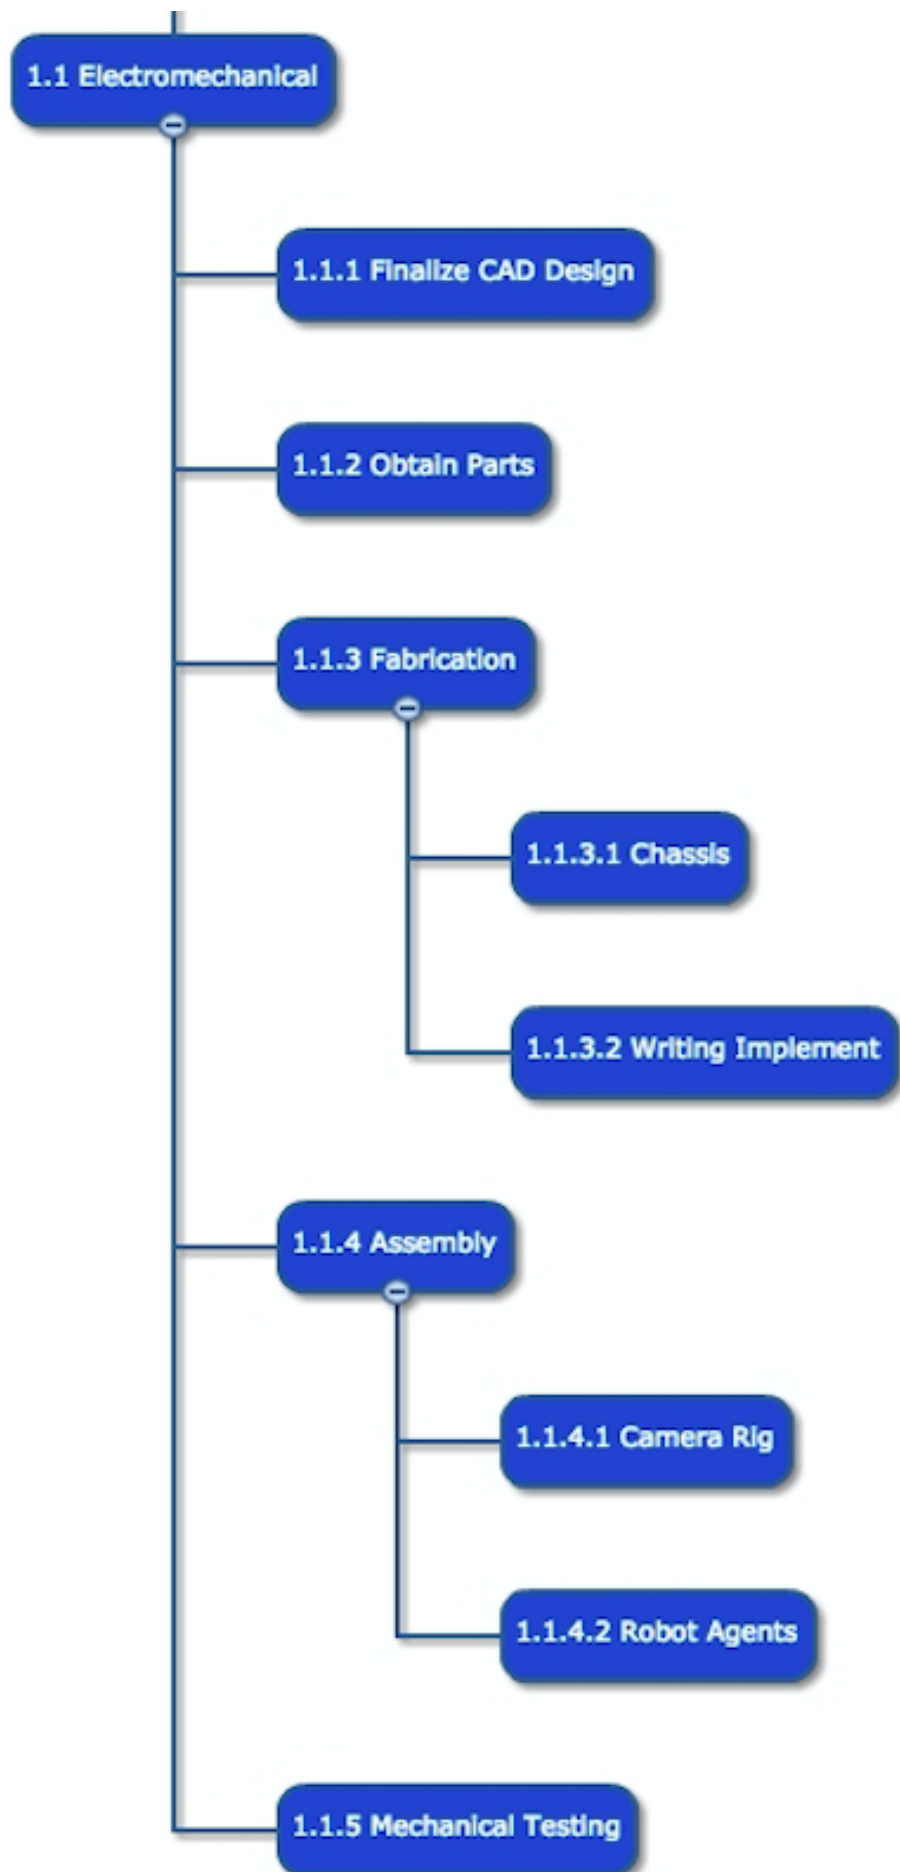 1.1 Electromechanical
1.1.1 Finalize CAD Design
1.1.2 Obtain Parts
1.1.3 Fabrication
1.1.3.1 Chassis
1.1.3.2 Writing Implement
1.1.4 Assembly
1.1.4.1 Camera Rig
1.1.4.2 Robot Agents
1.1.5 Mechanical Testing